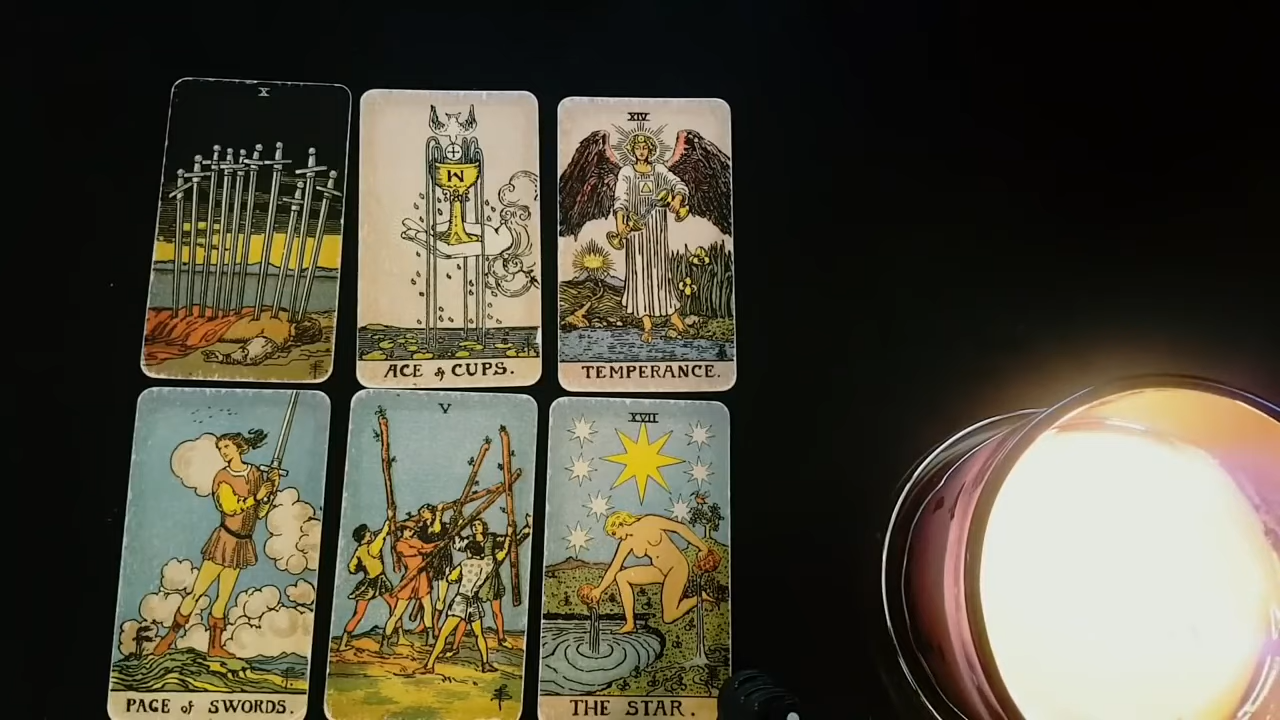 X
XIV
ACE of CUPS.
TEMPERANCE.
V
XVII
PAGE of SWORDS.
THE STAR.